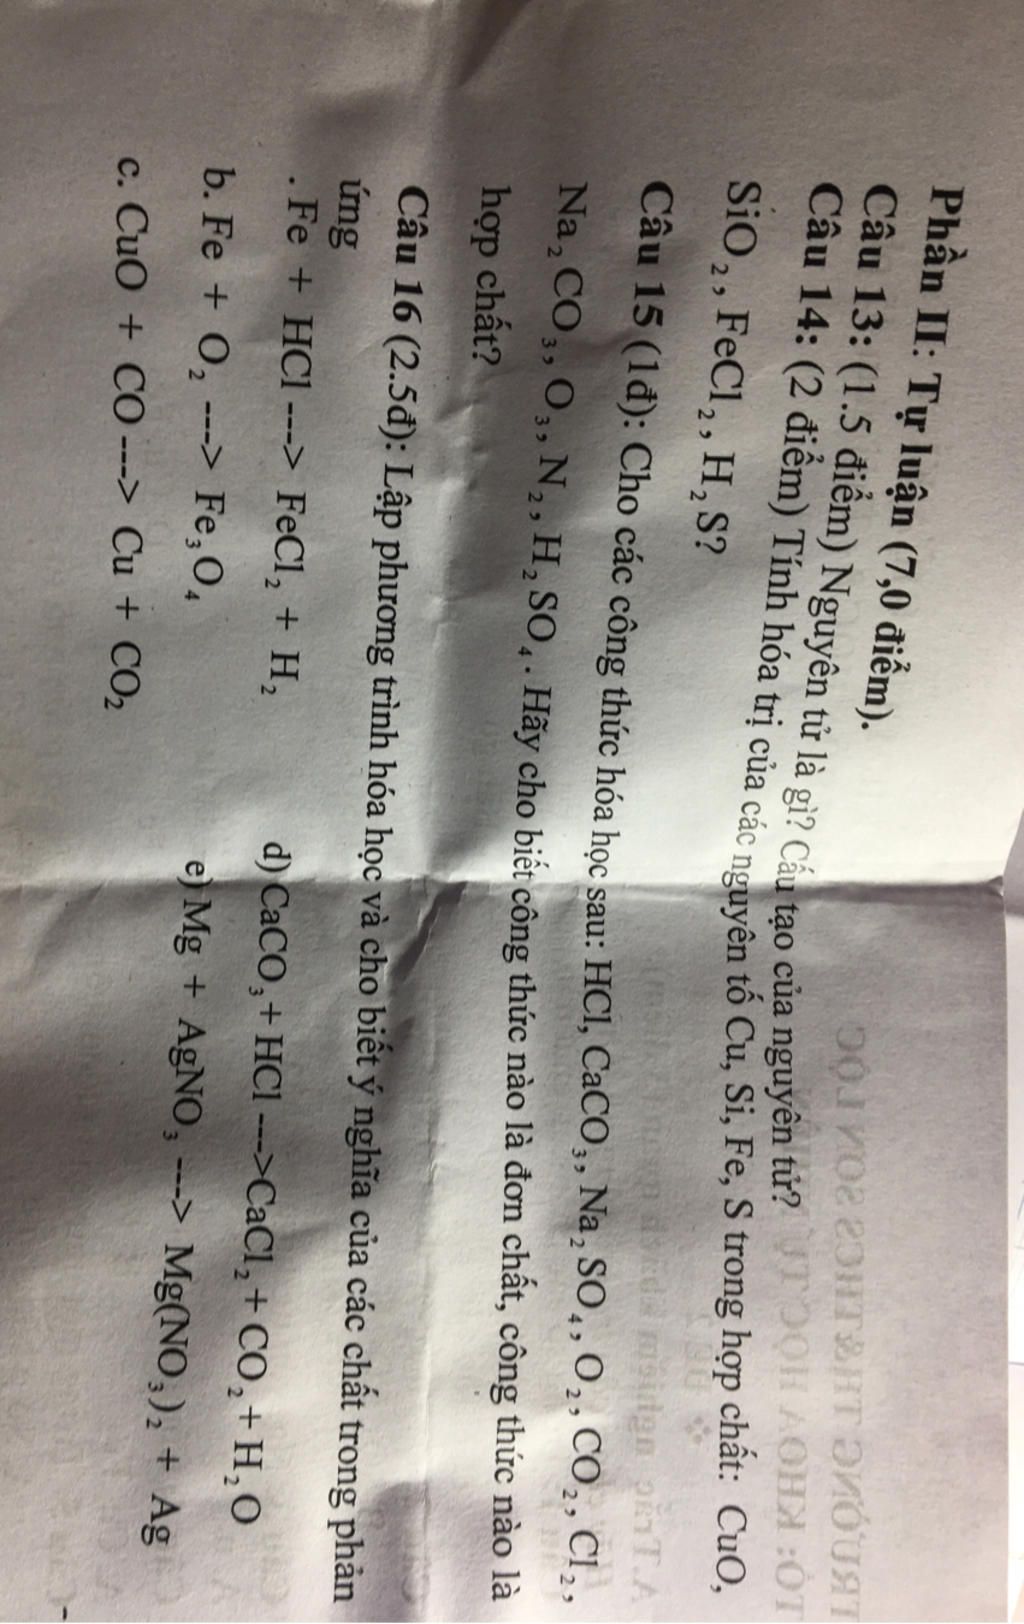 Phần II: Tự luận (7,0 điểm).
Câu 13: (1.5 điểm) Nguyên tử là gì? Cấu tạo của nguyên tử?
Câu 14: (2 điểm) Tính hóa trị của các nguyên tố Cu, Si, Fe, S trong hợp chất: CuO,
SiO₂, FeCl₂, H₂S?
Câu 15 (1đ): Cho các công thức hóa học sau: HCl, CaCO₃, Na₂SO₄, O₂, CO₂, Cl₂,
Na₂CO₃, O₃, N₂, H₂SO₄. Hãy cho biết công thức nào là đơn chất, công thức nào là
hợp chất?
Câu 16 (2.5đ): Lập phương trình hóa học và cho biết ý nghĩa của các chất trong phản
ứng
. Fe + HCl ---> FeCl₂ + H₂ d) CaCO₃ + HCl --->CaCl₂ + CO₂ + H₂O
b. Fe + O₂ ---> Fe₃O₄ e) Mg + AgNO₃ ---> Mg(NO₃)₂ + Ag
c. CuO + CO ---> Cu + CO₂